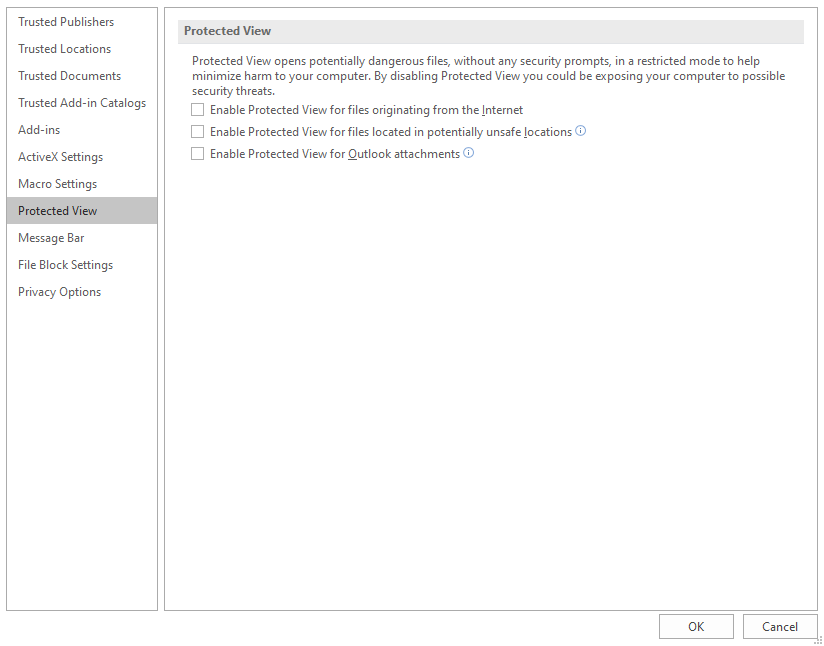 Trusted Publishers
Trusted Locations
Trusted Documents
Trusted Add-in Catalogs
Add-ins
ActiveX Settings
Macro Settings
Protected View
Message Bar
File Block Settings
Privacy Options
Protected View
Protected View opens potentially dangerous files, without any security prompts, in a restricted mode to help
minimize harm to your computer. By disabling Protected View you could be exposing your computer to possible
security threats.
Enable Protected View for files originating from the Internet
Enable Protected View for files located in potentially unsafe locations
Enable Protected View for Outlook attachments
OK
Cancel